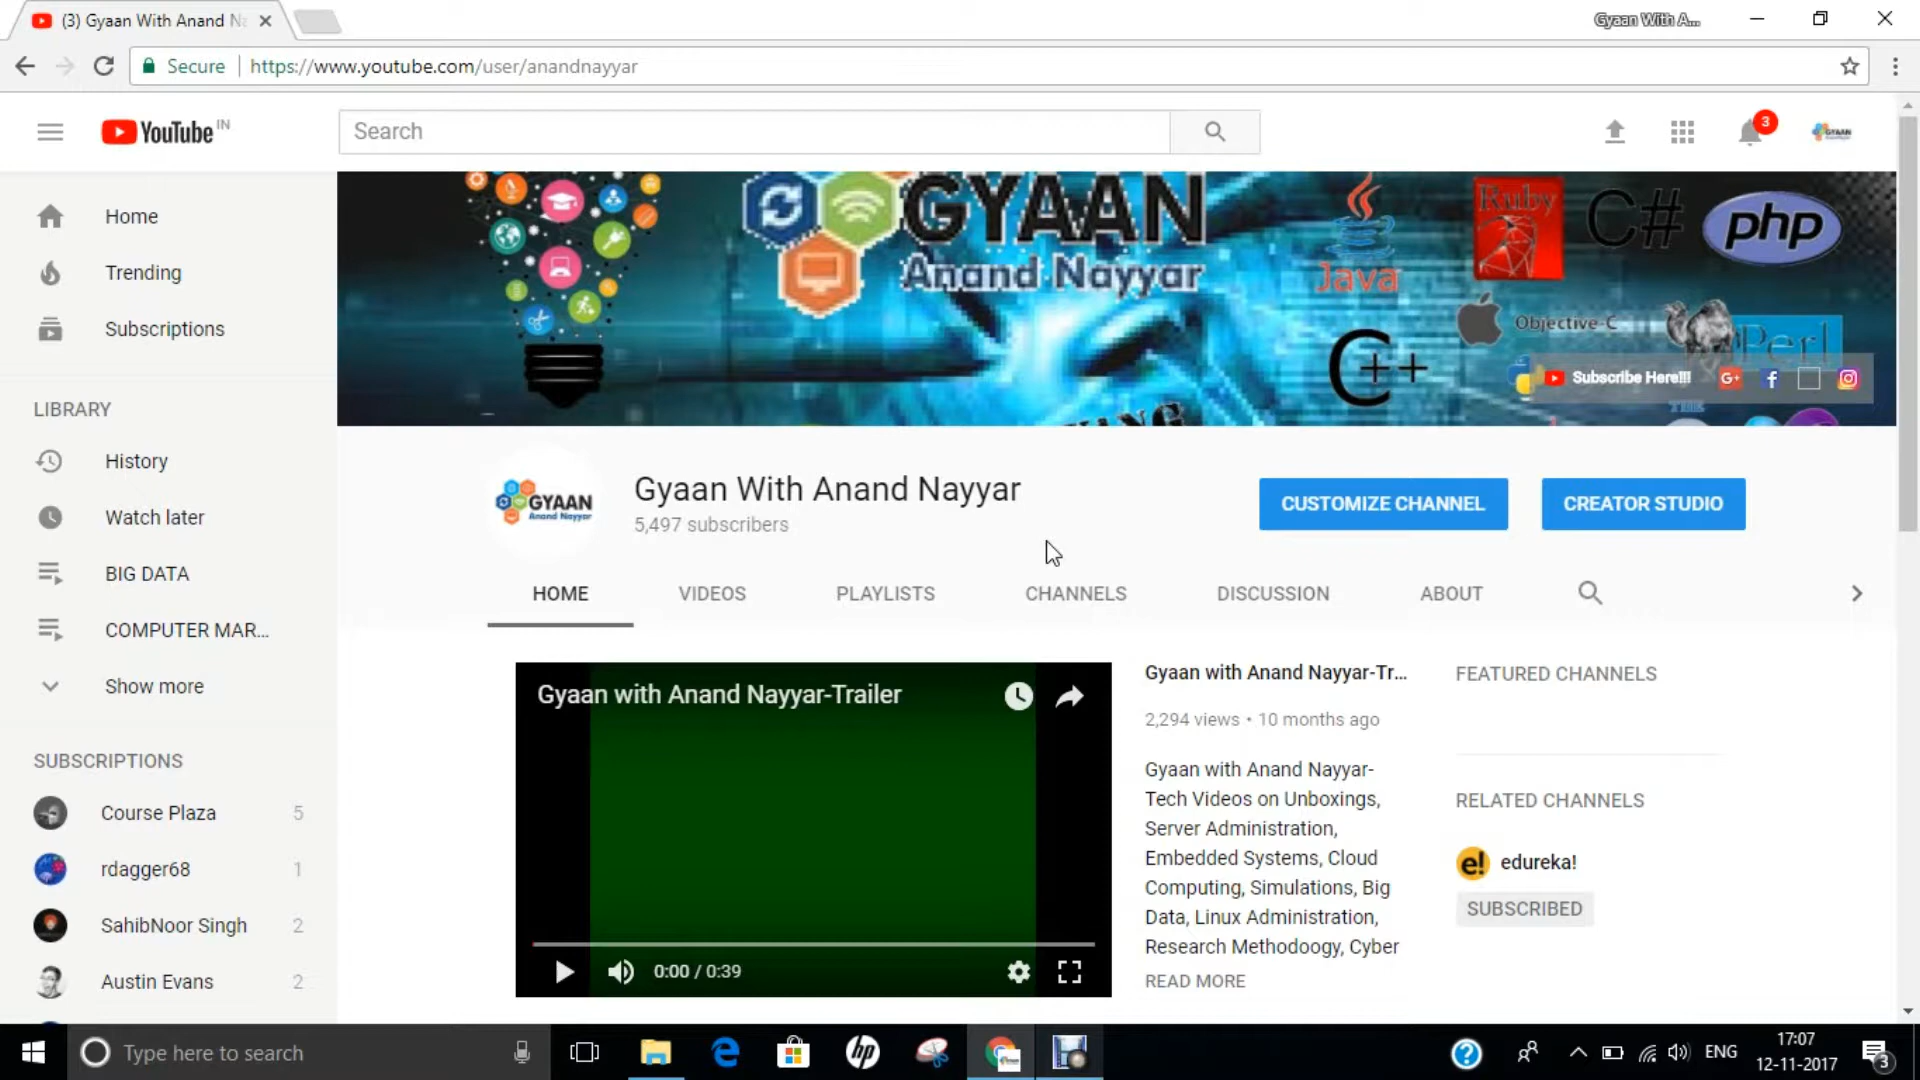 (3) Gyaan With Anand Na
Gyaan With A...
Secure
https://www.youtube.com/user/anandnayyar
YouTube IN
Search
3
Home
Trending
Subscriptions
LIBRARY
History
Watch later
BIG DATA
COMPUTER MAR...
Show more
SUBSCRIPTIONS
Course Plaza 5
rdagger68 1
SahibNoor Singh 2
Austin Evans 2
GYAAN
Anand Nayyar
Java
Ruby
C#
php
Objective-C
Perl
C++
Subscribe Here!!!
GYAAN
Anand Nayyar
Gyaan With Anand Nayyar
5,497 subscribers
CUSTOMIZE CHANNEL
CREATOR STUDIO
HOME VIDEOS PLAYLISTS CHANNELS DISCUSSION ABOUT
Gyaan with Anand Nayyar-Trailer
0:00 / 0:39
Gyaan with Anand Nayyar-Tr...
2,294 views • 10 months ago
Gyaan with Anand Nayyar-
Tech Videos on Unboxings,
Server Administration,
Embedded Systems, Cloud
Computing, Simulations, Big
Data, Linux Administration,
Research Methodoogy, Cyber
READ MORE
FEATURED CHANNELS
RELATED CHANNELS
e! edureka!
SUBSCRIBED
Type here to search
hp
ENG
17:07
12-11-2017
3